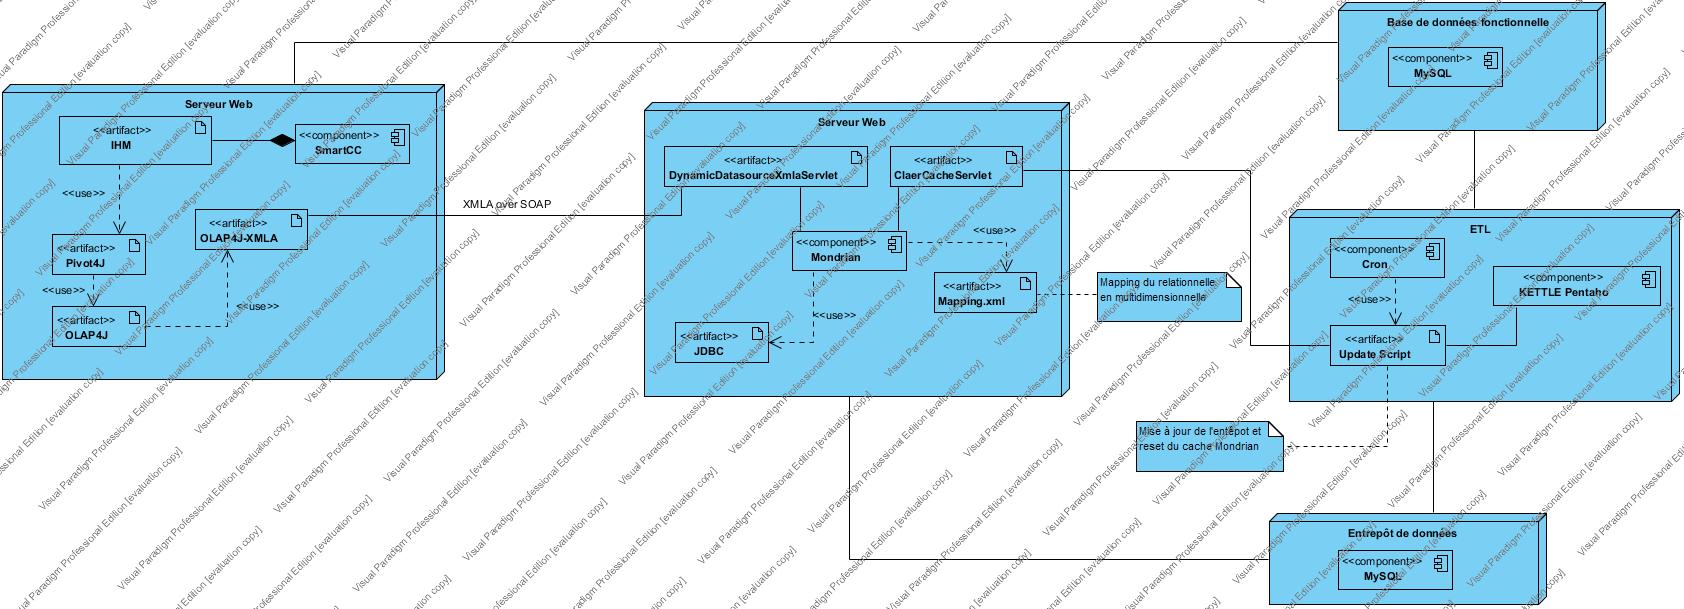 Base de données fonctionnelle
<<component>>
MySQL
Serveur Web
<<artifact>>
IHM
<<component>>
SmartCC
<<use>>
<<artifact>>
OLAP4J-XMLA
<<artifact>>
Pivot4J
<<use>>
<<use>>
<<artifact>>
OLAP4J
XMLA over SOAP
Serveur Web
<<artifact>>
DynamicDatasourceXmlaServlet
<<artifact>>
ClaerCacheServlet
<<component>>
Mondrian
<<use>>
<<artifact>>
Mapping.xml
<<use>>
<<artifact>>
JDBC
Mapping du relationnelle
en multidimensionnelle
ETL
<<component>>
Cron
<<component>>
KETTLE Pentaho
<<use>>
<<artifact>>
Update Script
Mise à jour de l'entêpot et
reset du cache Mondrian
Entrepôt de données
<<component>>
MySQL
Visual Paradigm Professional Edition [evaluation copy]